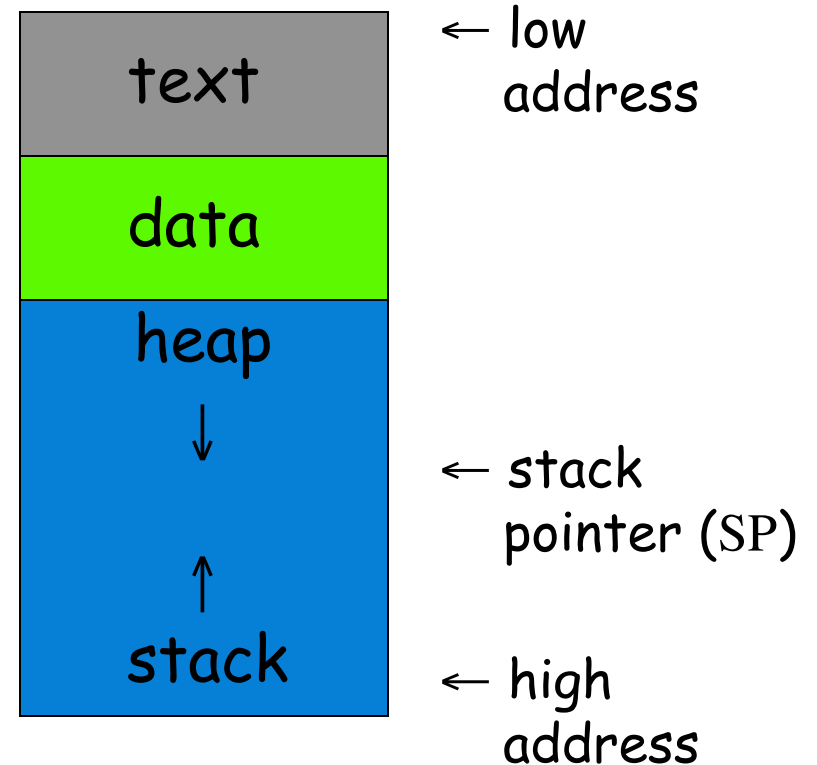 text
data
heap
stack
low
address
stack
pointer (SP)
high
address